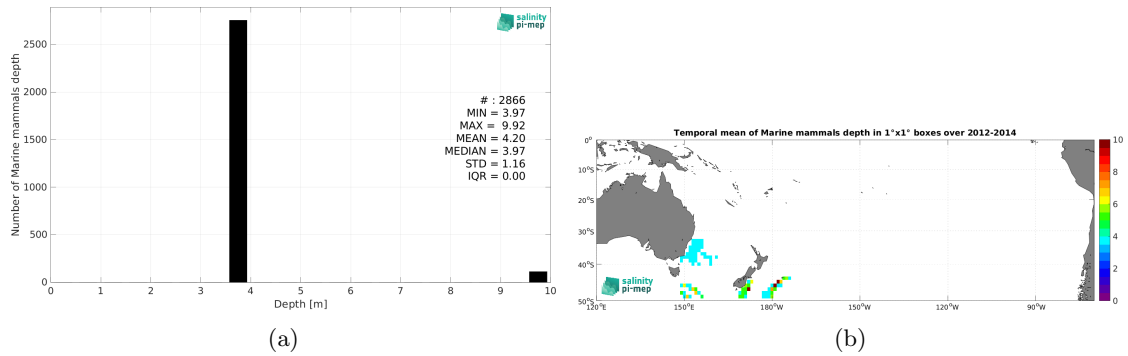 salinity
pi-mep
Number of Marine mammals depth
2500
2000
1500
1000
500
0
# : 2866
MIN = 3.97
MAX = 9.92
MEAN = 4.20
MEDIAN = 3.97
STD = 1.16
IQR = 0.00
0 1 2 3 4 5 6 7 8 9 10
Depth [m]
(a)
Temporal mean of Marine mammals depth in 1°x1° boxes over 2012-2014
0°
10°S
20°S
30°S
40°S
50°S
120°E 150°E 180°W 150°W 120°W 90°W
10
8
6
4
2
0
salinity
pi-mep
(b)